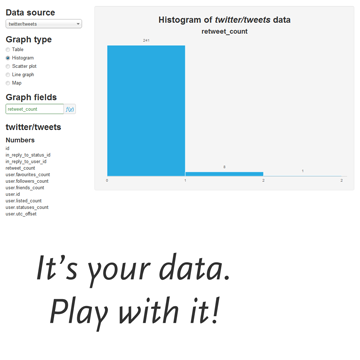 Data source
twitter/tweets
Graph type
Table
Histogram
Scatter plot
Line graph
Map
Graph fields
retweet_count
f(x)
twitter/tweets
Numbers
id
in_reply_to_status_id
in_reply_to_user_id
retweet_count
user.favourites_count
user.followers_count
user.friends_count
user.id
user.listed_count
user.statuses_count
user.utc_offset
Histogram of twitter/tweets data
retweet_count
241
8
1
0 1 2 3
It's your data.
Play with it!